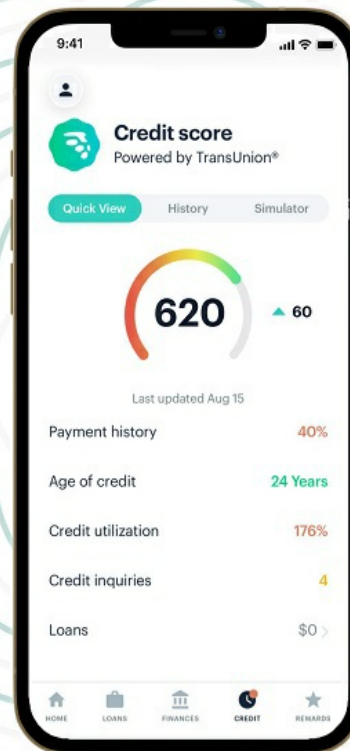 9:41
Credit score
Powered by TransUnion®
Quick View History Simulator
620 60
Last updated Aug 15
Payment history 40%
Age of credit 24 Years
Credit utilization 176%
Credit inquiries 4
Loans $0
HOME LOANS FINANCES CREDIT REWARDS